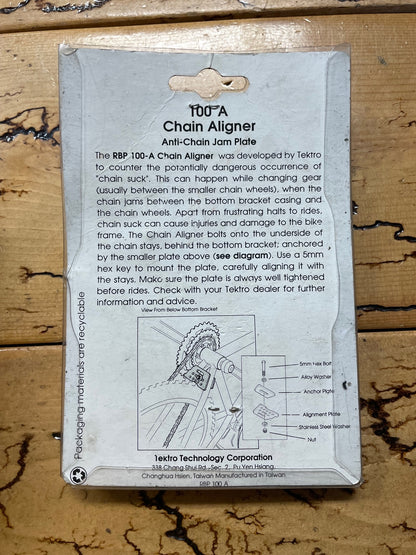 100 A
Chain Aligner
Anti-Chain Jam Plate
The RBP 100-A Chain Aligner was developed by Tektro
to counter the potentially dangerous occurrence of
"chain suck". This can happen while changing gear
(usually between the smaller chain wheels), when the
chain jams between the bottom bracket casing and
the chain wheels. Apart from frustrating halts to rides,
chain suck can cause injuries and damage to the bike
frame. The Chain Aligner bolts onto the underside of
the chain stays, behind the bottom bracket; anchored
by the smaller plate above (see diagram). Use a 5mm
hex key to mount the plate, carefully aligning it with
the stays. Make sure the plate is always well tightened
before rides. Check with your Tektro dealer for further
information and advice.
View From Below Bottom Bracket
5mm Hex Bolt
Alloy Washer
Anchor Plate
Alignment Plate
Stainless Steel Washer
Nut
Packaging materials are recyclable
Tektro Technology Corporation
338 Chang Shui Rd., Sec. 2, Pu Yen Hsiang,
Changhua Hsien, Taiwan Manufactured in Taiwan
RBP 100 A